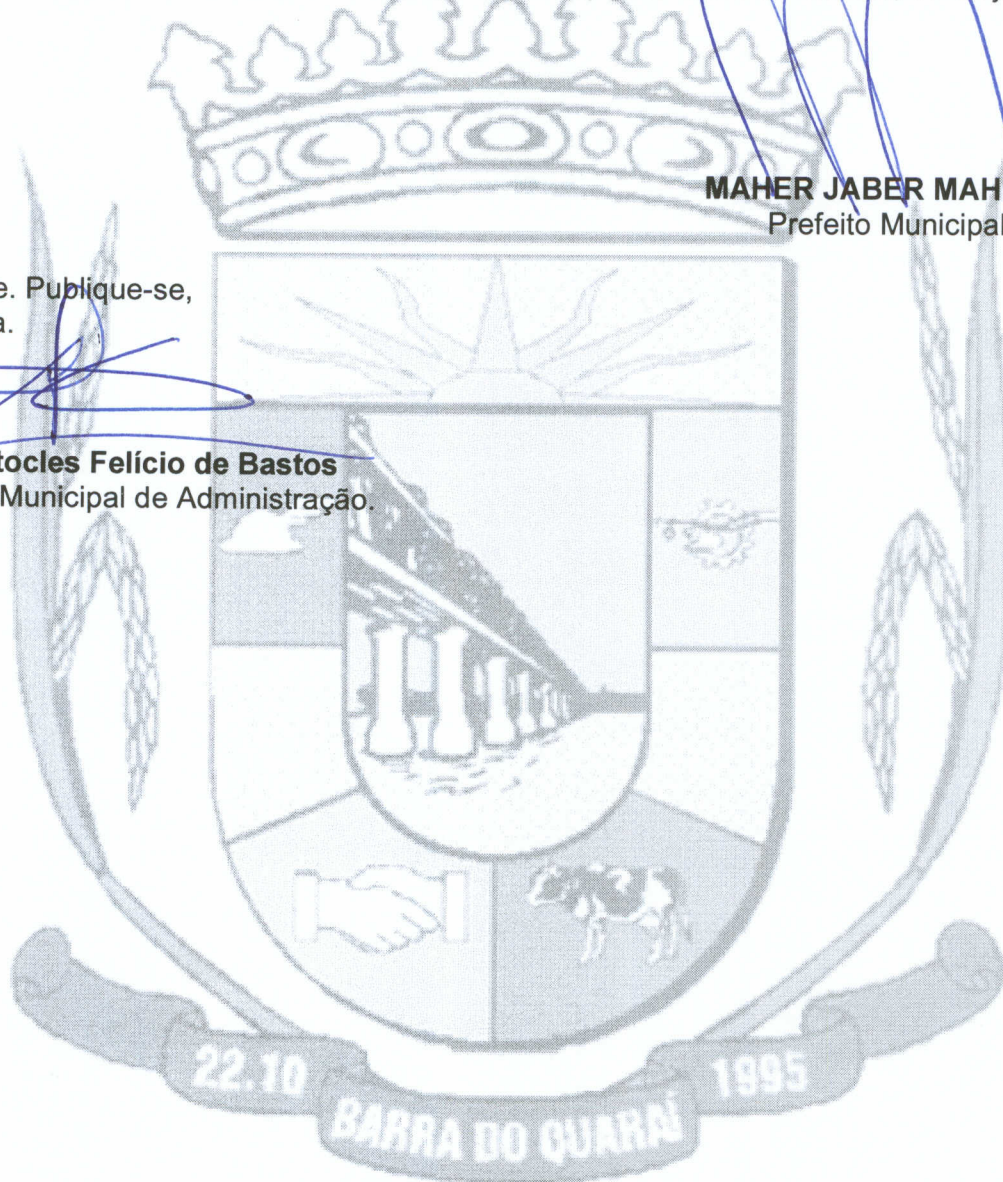 MAHER JABER MAH
Prefeito Municipal
e. Publique-se,
a.
tocles Felício de Bastos
Municipal de Administração.
22.10
1995
BARRA DO QUARAÍ